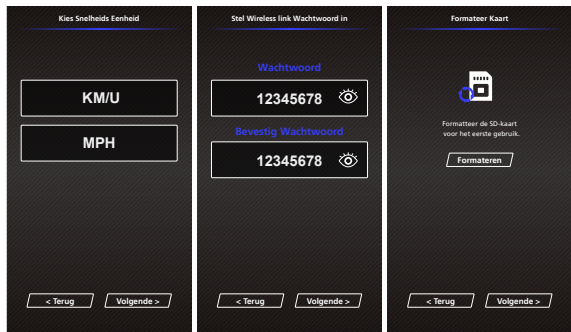 Kies Snelheids Eenheid
KM/U
MPH
< Terug
Volgende >
Stel Wireless link Wachtwoord in
Wachtwoord
12345678
Bevestig Wachtwoord
12345678
< Terug
Volgende >
Formateer Kaart
Formatteer de SD-kaart
voor het eerste gebruik.
Formateren
< Terug
Volgende >